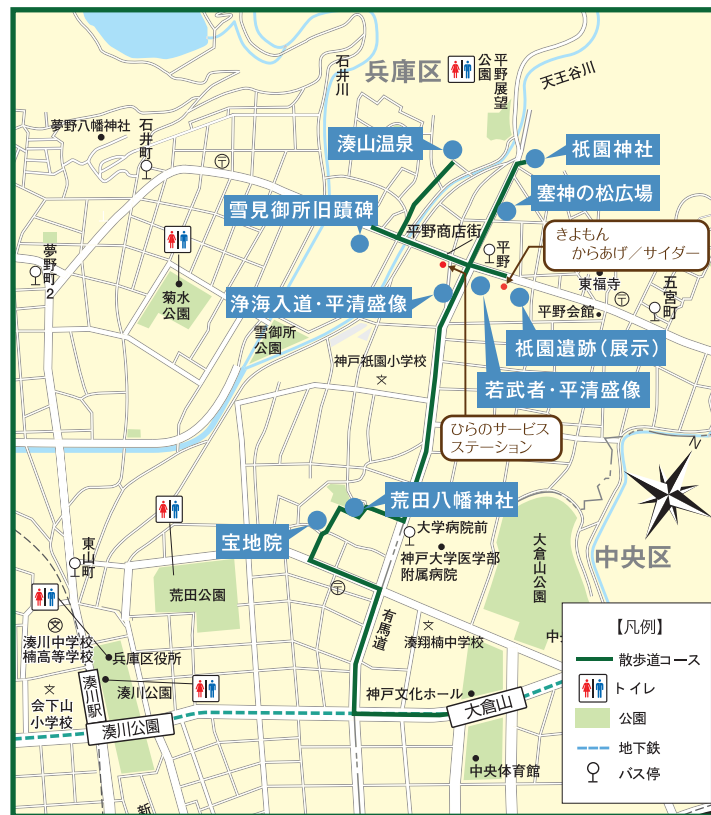 兵庫区
平野展望
公園
石井川
天王谷川
夢野八幡神社
石井町
湊山温泉
祇園神社
塞神の松広場
雪見御所旧蹟碑
平野商店街
平野
きよもん
からあげ／サイダー
夢野町2
菊水
公園
浄海入道・平清盛像
東福寺
五宮町
平野会館
祇園遺跡（展示）
雪御所
公園
神戸祇園小学校
若武者・平清盛像
ひらのサービス
ステーション
N
荒田八幡神社
宝地院
大学病院前
神戸大学医学部
附属病院
大倉山公園
中央区
東山町
荒田公園
有馬道
湊翔楠中学校
湊川中学校
楠高等学校
兵庫区役所
湊川公園
湊川駅
会下山
小学校
湊川公園
神戸文化ホール
大倉山
中央体育館
新
中央
【凡例】
散歩道コース
トイレ
公園
地下鉄
バス停